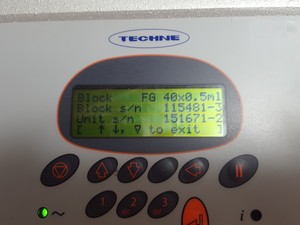 TECHNE
Block FG 40x0.5ml
Block s/n 115481-3
Unit s/n 151671-2
[ ↑ ↓, ▽ to exit ]
1 2 3
i